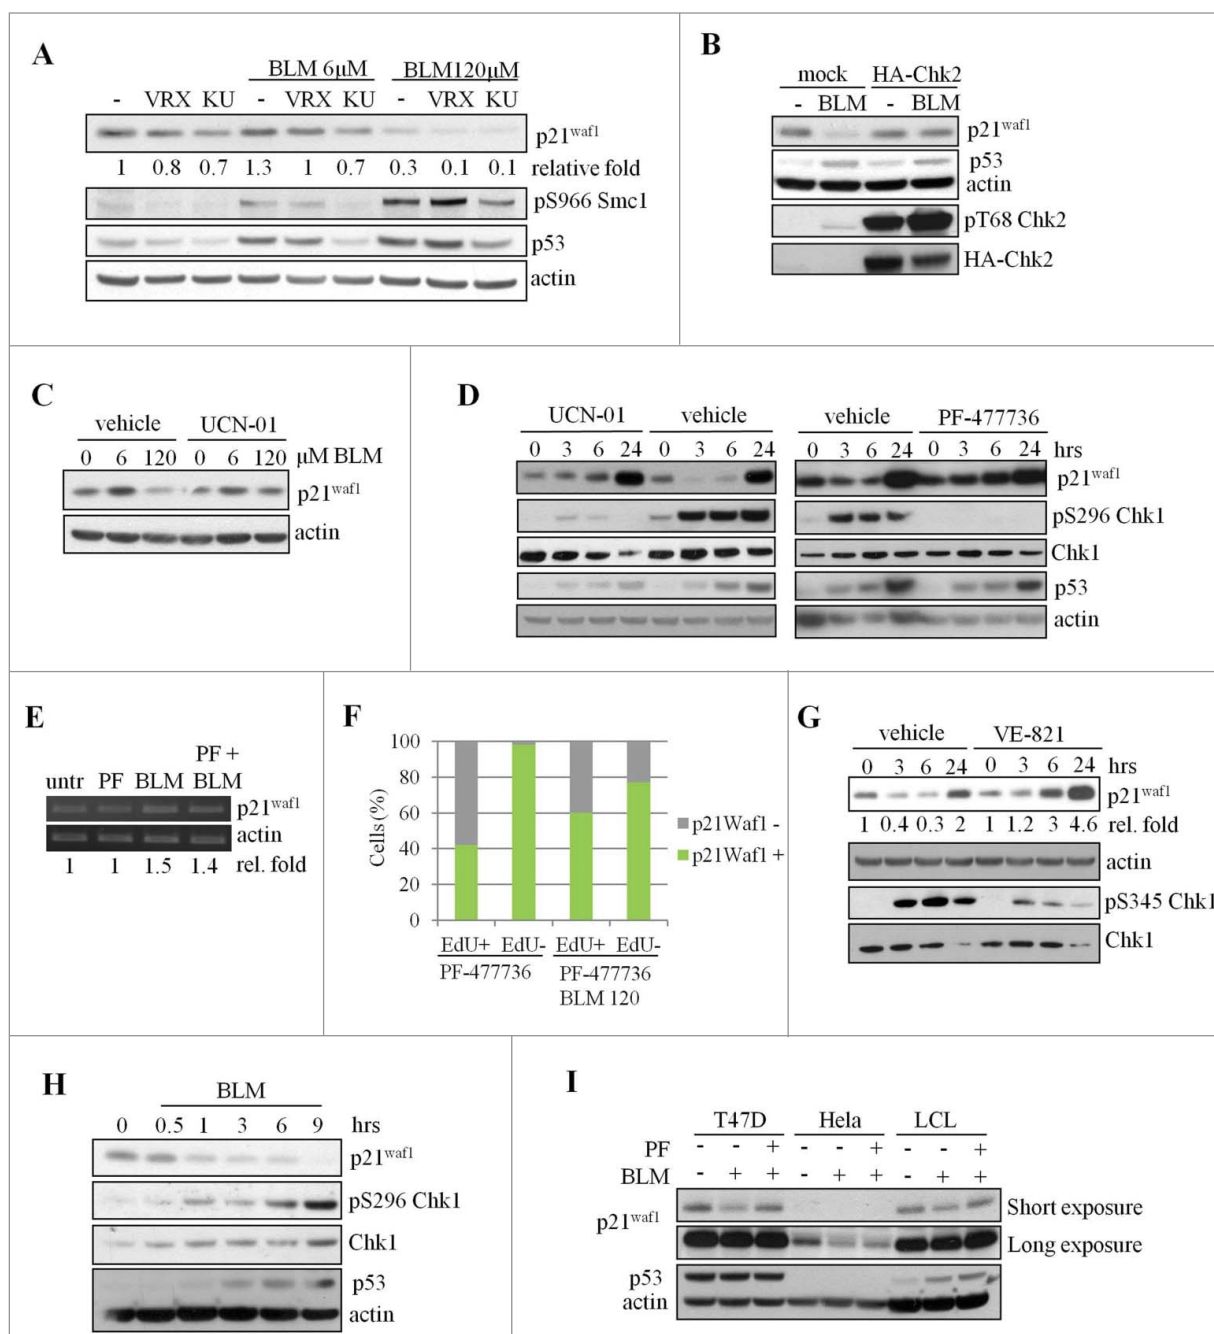 A
BLM 6μM BLM120μM
- VRX KU - VRX KU - VRX KU
p21waf1
1 0.8 0.7 1.3 1 0.7 0.3 0.1 0.1 relative fold
pS966 Smc1
p53
actin
B
mock HA-Chk2
- BLM - BLM
p21waf1
p53
actin
pT68 Chk2
HA-Chk2
C
vehicle UCN-01
0 6 120 0 6 120 μM BLM
p21waf1
actin
D
UCN-01 vehicle vehicle PF-477736
0 3 6 24 0 3 6 24 0 3 6 24 0 3 6 24 hrs
p21waf1
pS296 Chk1
Chk1
p53
actin
E
PF +
untr PF BLM BLM
p21waf1
actin
1 1 1.5 1.4 rel. fold
F
100
80
60
40
20
0
Cells (%)
p21Waf1 -
p21Waf1 +
EdU+ EdU- EdU+ EdU-
PF-477736 PF-477736
BLM 120
G
vehicle VE-821
0 3 6 24 0 3 6 24 hrs
p21waf1
1 0.4 0.3 2 1 1.2 3 4.6 rel. fold
actin
pS345 Chk1
Chk1
H
BLM
0 0.5 1 3 6 9 hrs
p21waf1
pS296 Chk1
Chk1
p53
actin
I
T47D Hela LCL
PF - - + - - + - - +
BLM - + + - + + - + +
p21waf1
Short exposure
Long exposure
p53
actin